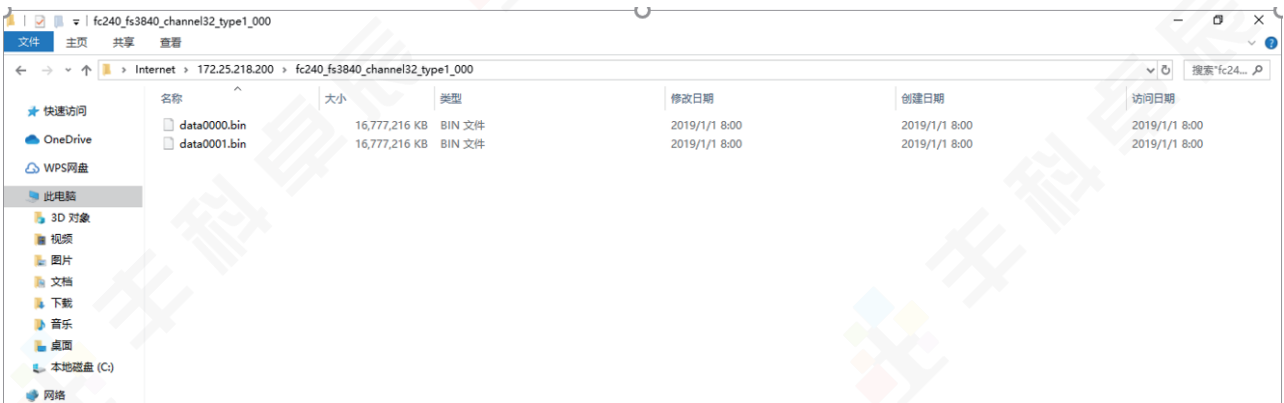 fc240_fs3840_channel32_type1_000
文件 主页 共享 查看
Internet › 172.25.218.200 › fc240_fs3840_channel32_type1_000 搜索"fc24...
名称 大小 类型 修改日期 创建日期 访问日期
data0000.bin 16,777,216 KB BIN 文件 2019/1/1 8:00 2019/1/1 8:00 2019/1/1 8:00
data0001.bin 16,777,216 KB BIN 文件 2019/1/1 8:00 2019/1/1 8:00 2019/1/1 8:00
快速访问
OneDrive
WPS网盘
此电脑
3D 对象
视频
图片
文档
下载
音乐
桌面
本地磁盘 (C:)
网络
丰科卓辰